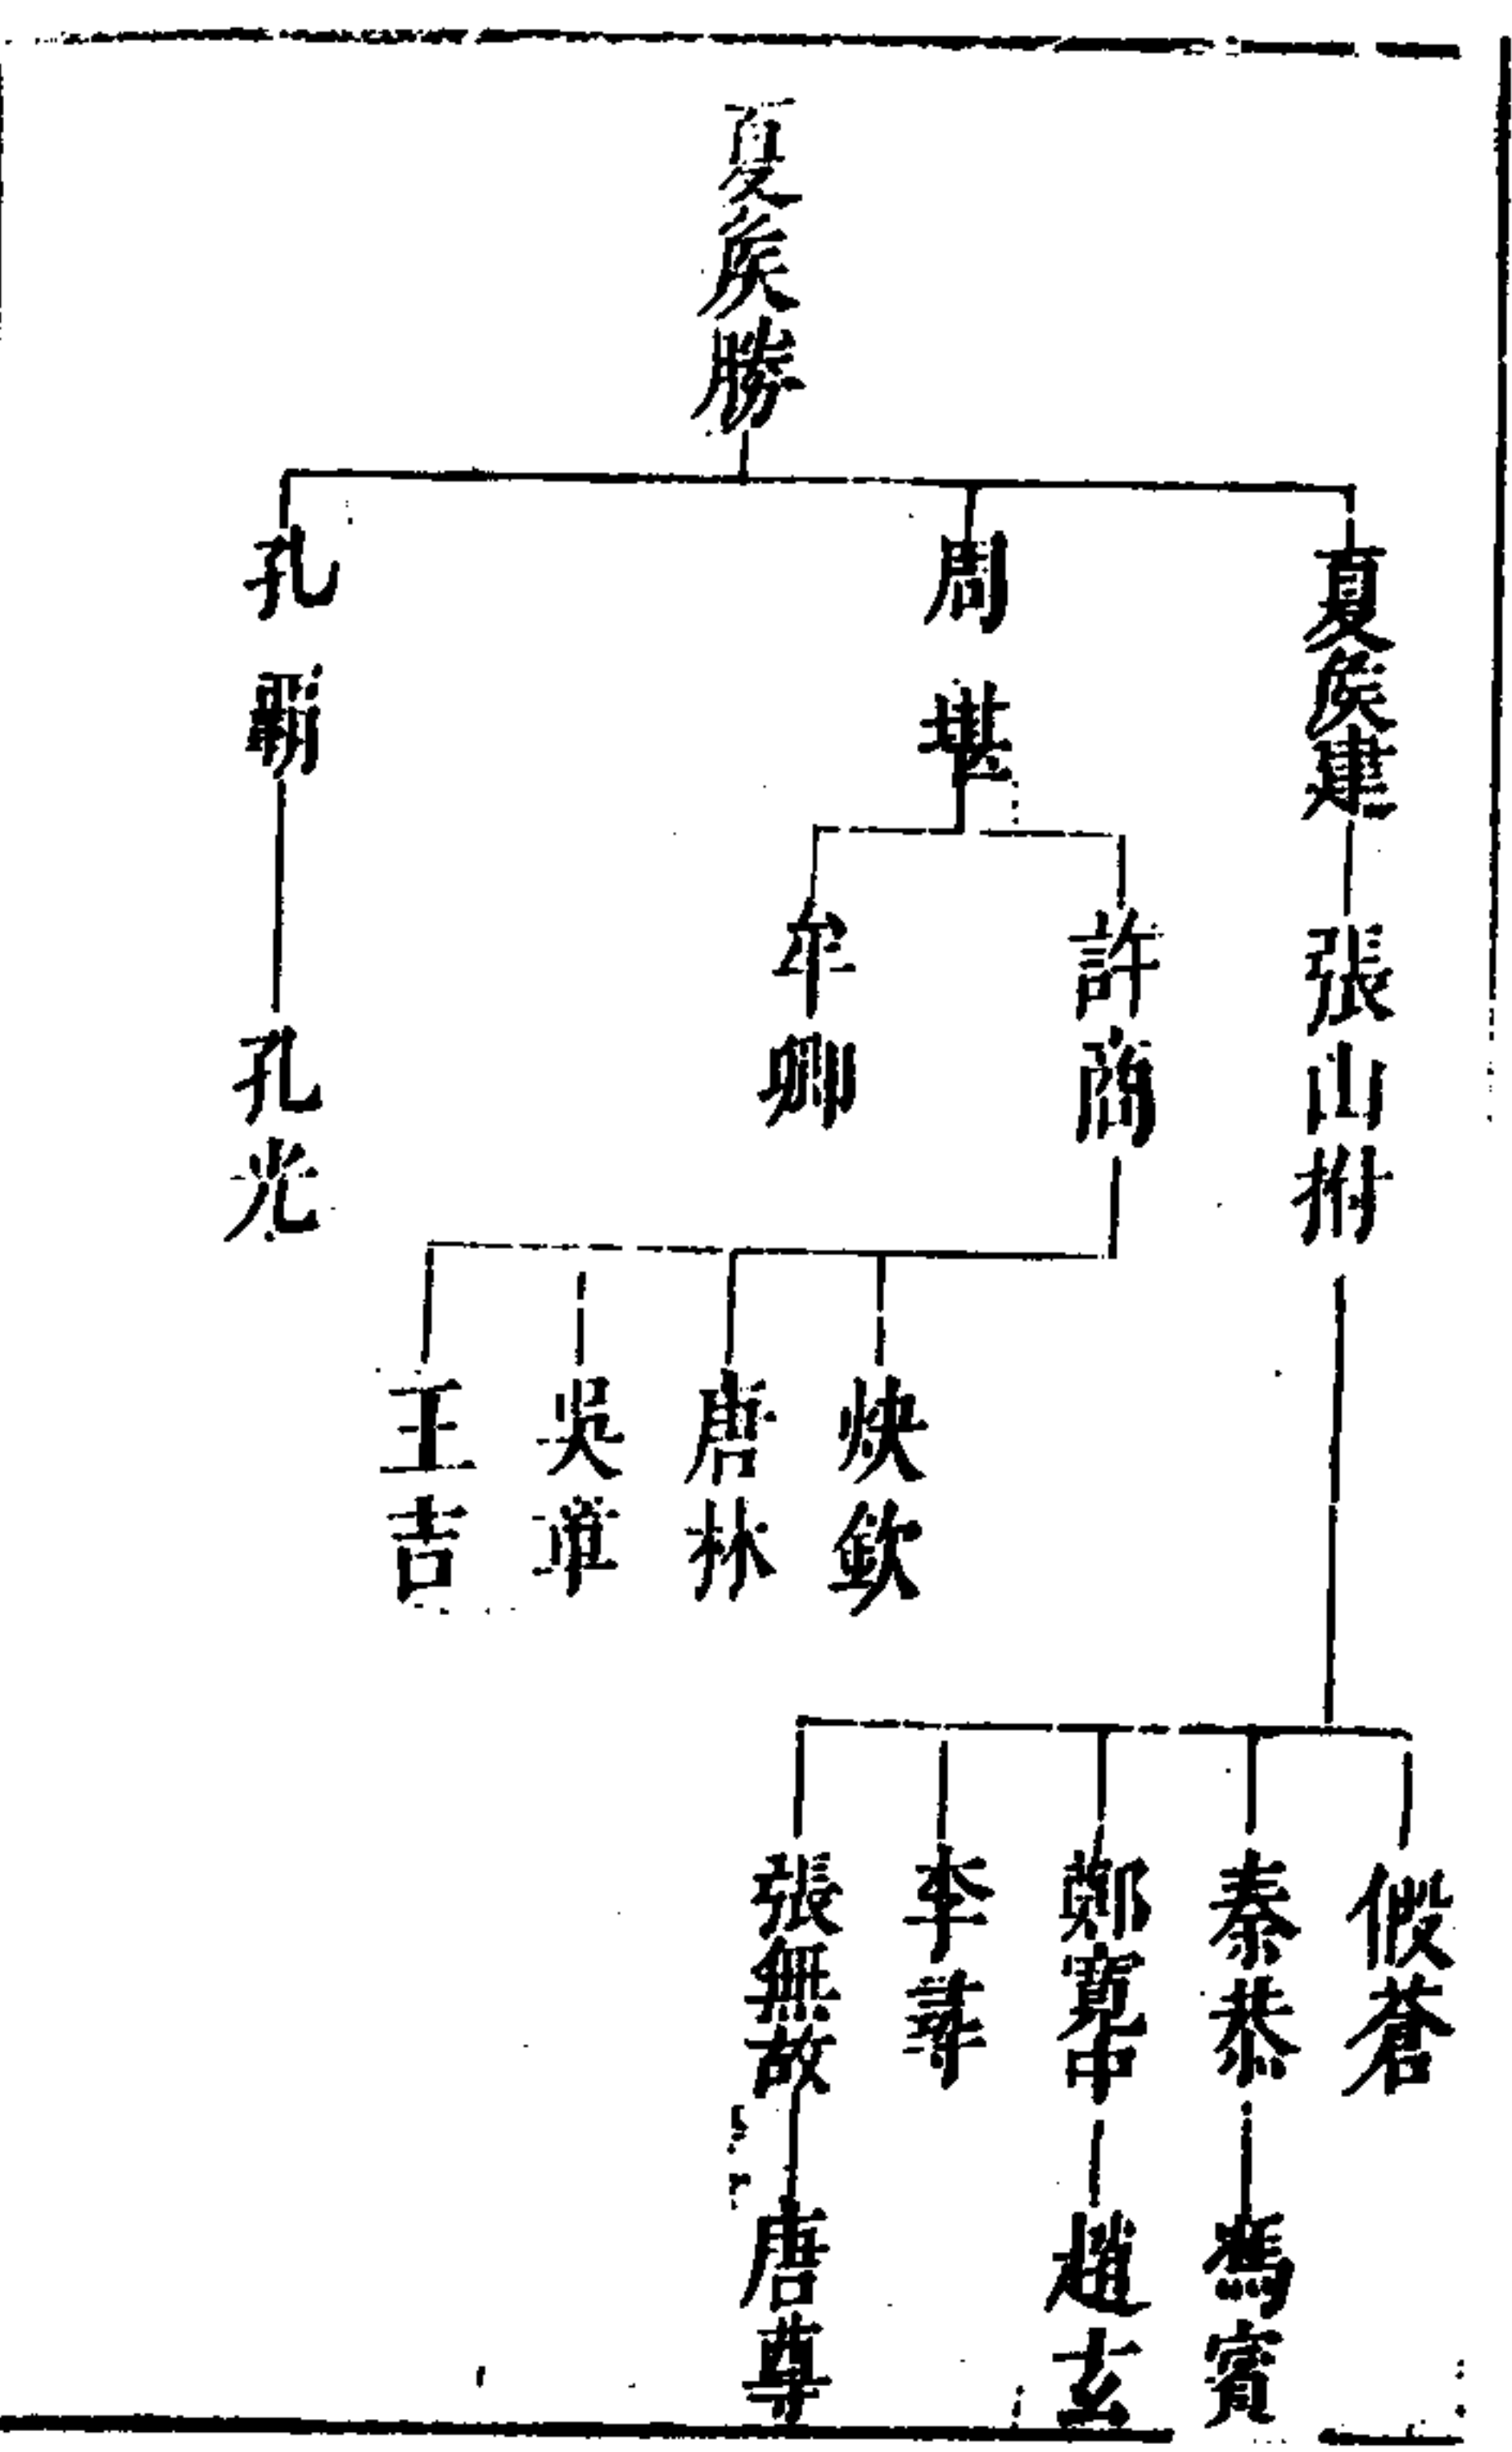 夏侯勝
夏侯建
周堪
孔霸
張山拊
許商
牟卿
孔光
炔欽
唐林
吳章
王吉
假倉
秦恭
鄭寬中
李尋
張無故
馮賓
趙玄
唐尊